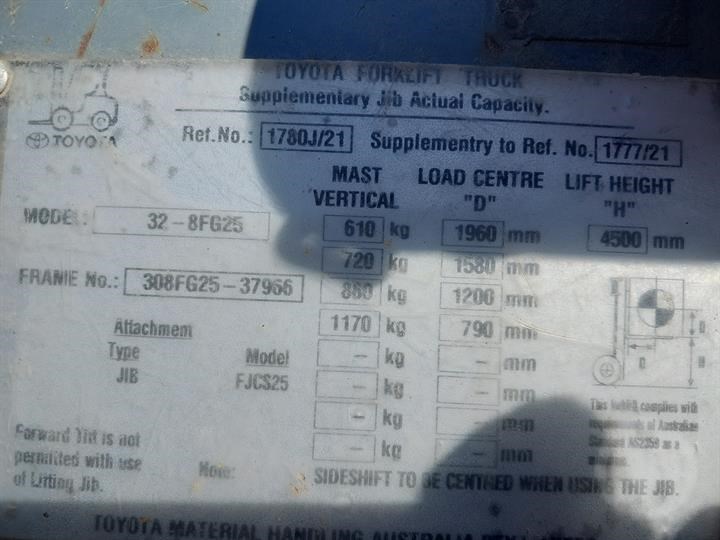 TOYOTA FORKLIFT TRUCK
Supplementary Jib Actual Capacity.
TOYOTA
Ref.No.: 1780J/21 Supplementry to Ref. No. 1777/21
MAST VERTICAL LOAD CENTRE "D" LIFT HEIGHT "H"
MODEL: 32-8FG25 610 kg 1960 mm 4500 mm
720 kg 1580 mm
FRAME No.: 308FG25-37966 860 kg 1200 mm
1170 kg 790 mm
Attachment
Type Model
JIB FJCS25
- kg - mm
- kg - mm
- kg - mm
- kg - mm
D
D
H
This forklift complies with
requirements of Australian
Standard AS2359 as a
Forward Tilt is not
permitted with use
of Lifting Jib.
Note: SIDESHIFT TO BE CENTRED WHEN USING THE JIB.
TOYOTA MATERIAL HANDLING AUSTRALIA